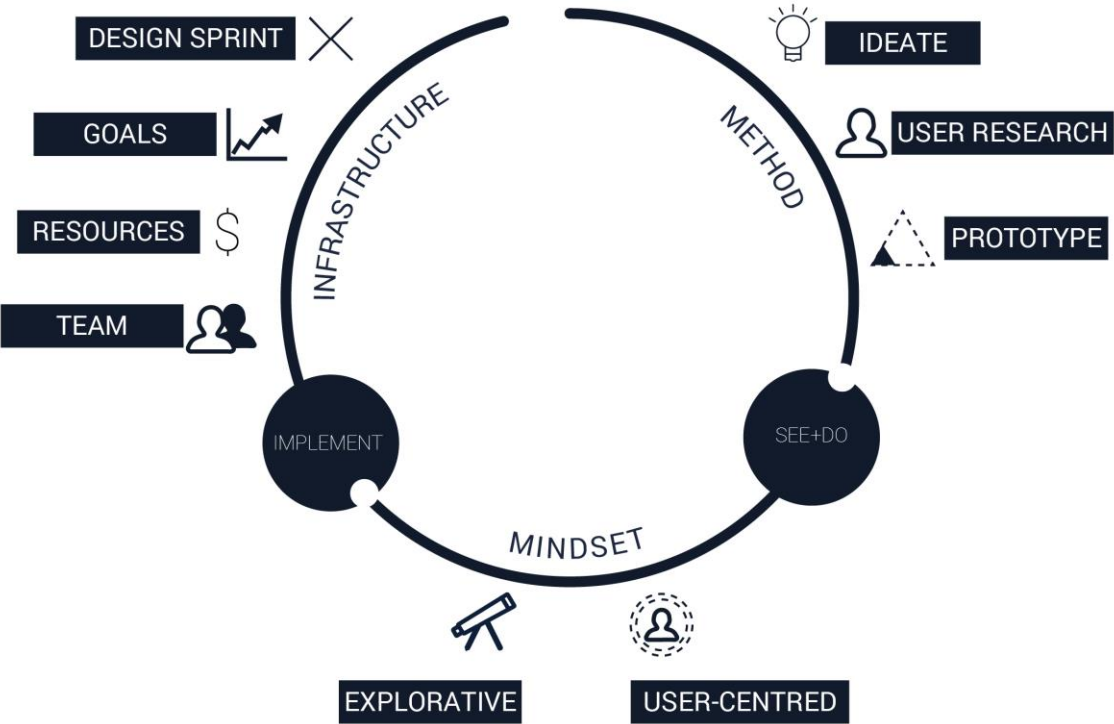 DESIGN SPRINT
GOALS
RESOURCES
$
TEAM
INFRASTRUCTURE
METHOD
IDEATE
USER RESEARCH
PROTOTYPE
IMPLEMENT
SEE+DO
MINDSET
EXPLORATIVE
USER-CENTRED